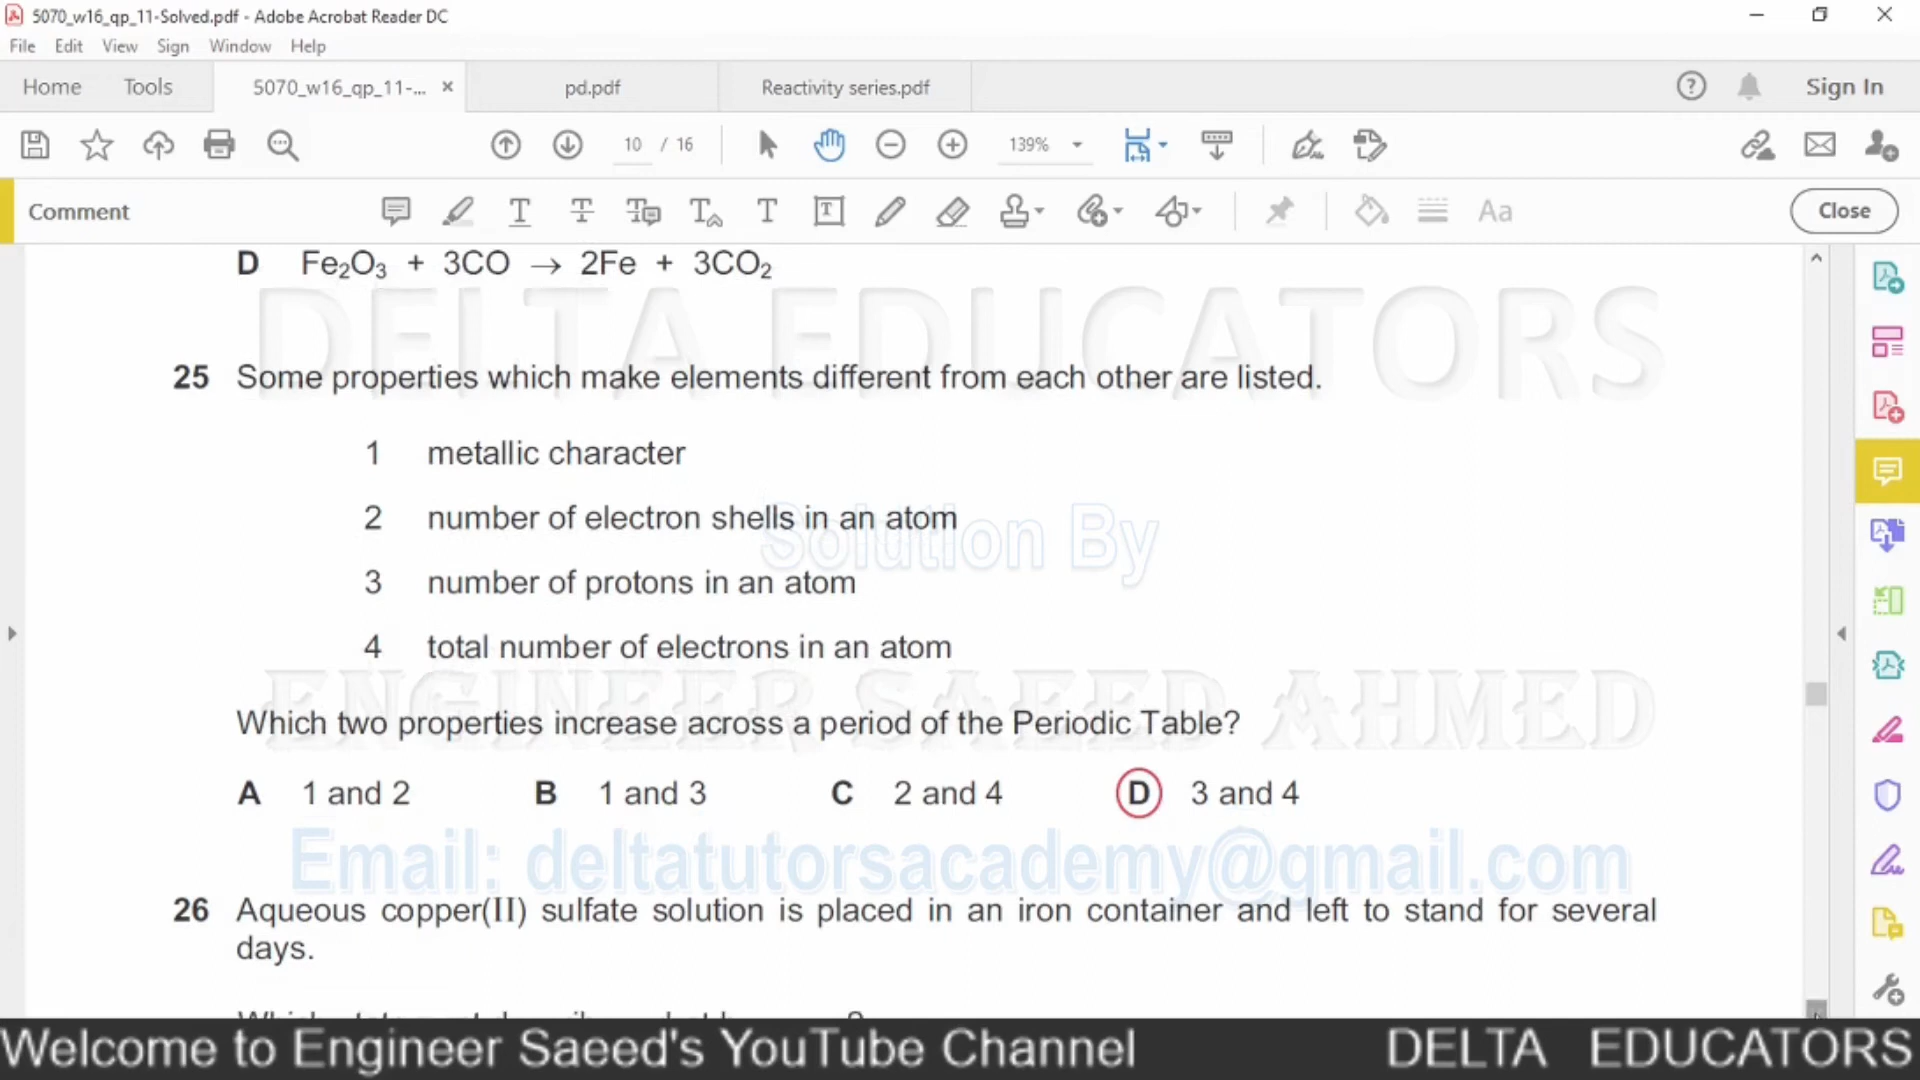 5070_w16_qp_11-Solved.pdf - Adobe Acrobat Reader DC
File Edit View Sign Window Help
Home Tools 5070_w16_qp_11-... × pd.pdf Reactivity series.pdf Sign In
10 / 16 139%
Comment Aa Close
D Fe₂O₃ + 3CO → 2Fe + 3CO₂
DELTA EDUCATORS
25 Some properties which make elements different from each other are listed.
1 metallic character
2 number of electron shells in an atom
Solution By
3 number of protons in an atom
4 total number of electrons in an atom
ENGINEER SAEED AHMED
Which two properties increase across a period of the Periodic Table?
A 1 and 2 B 1 and 3 C 2 and 4 D 3 and 4
Email: deltatutorsacademy@gmail.com
26 Aqueous copper(II) sulfate solution is placed in an iron container and left to stand for several
days.
Welcome to Engineer Saeed's YouTube Channel DELTA EDUCATORS